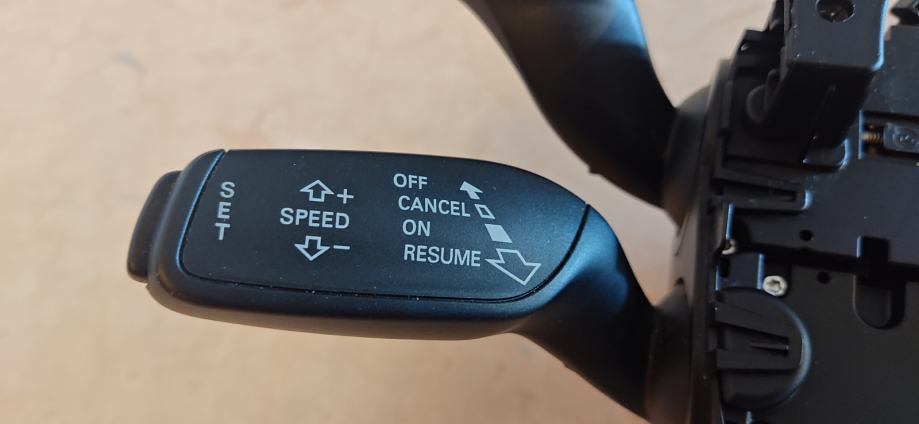 SET
SPEED
+
−
OFF
CANCEL
ON
RESUME